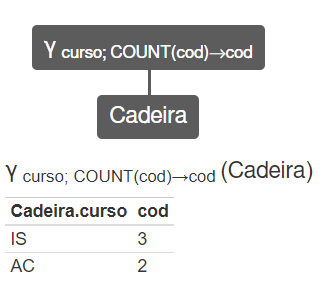 γ curso; COUNT(cod)→cod
Cadeira
γ curso; COUNT(cod)→cod (Cadeira)
Cadeira.curso cod
IS 3
AC 2